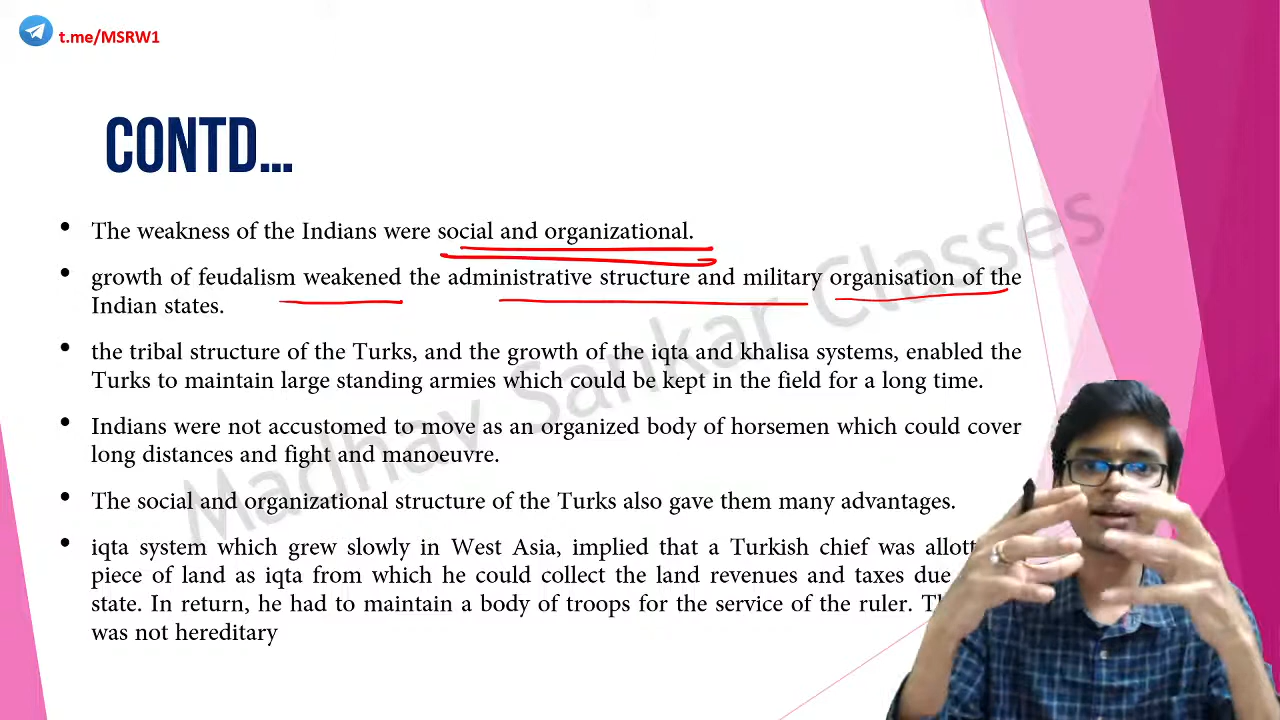 t.me/MSRW1
CONTD...
• The weakness of the Indians were social and organizational.
• growth of feudalism weakened the administrative structure and military organisation of the
Indian states.
• the tribal structure of the Turks, and the growth of the iqta and khalisa systems, enabled the
Turks to maintain large standing armies which could be kept in the field for a long time.
• Indians were not accustomed to move as an organized body of horsemen which could cover
long distances and fight and manoeuvre.
• The social and organizational structure of the Turks also gave them many advantages.
• iqta system which grew slowly in West Asia, implied that a Turkish chief was
piece of land as iqta from which he could collect the land revenues and taxes due
state. In return, he had to maintain a body of troops for the service of the ruler.
was not hereditary
Madhav Sankar Classes